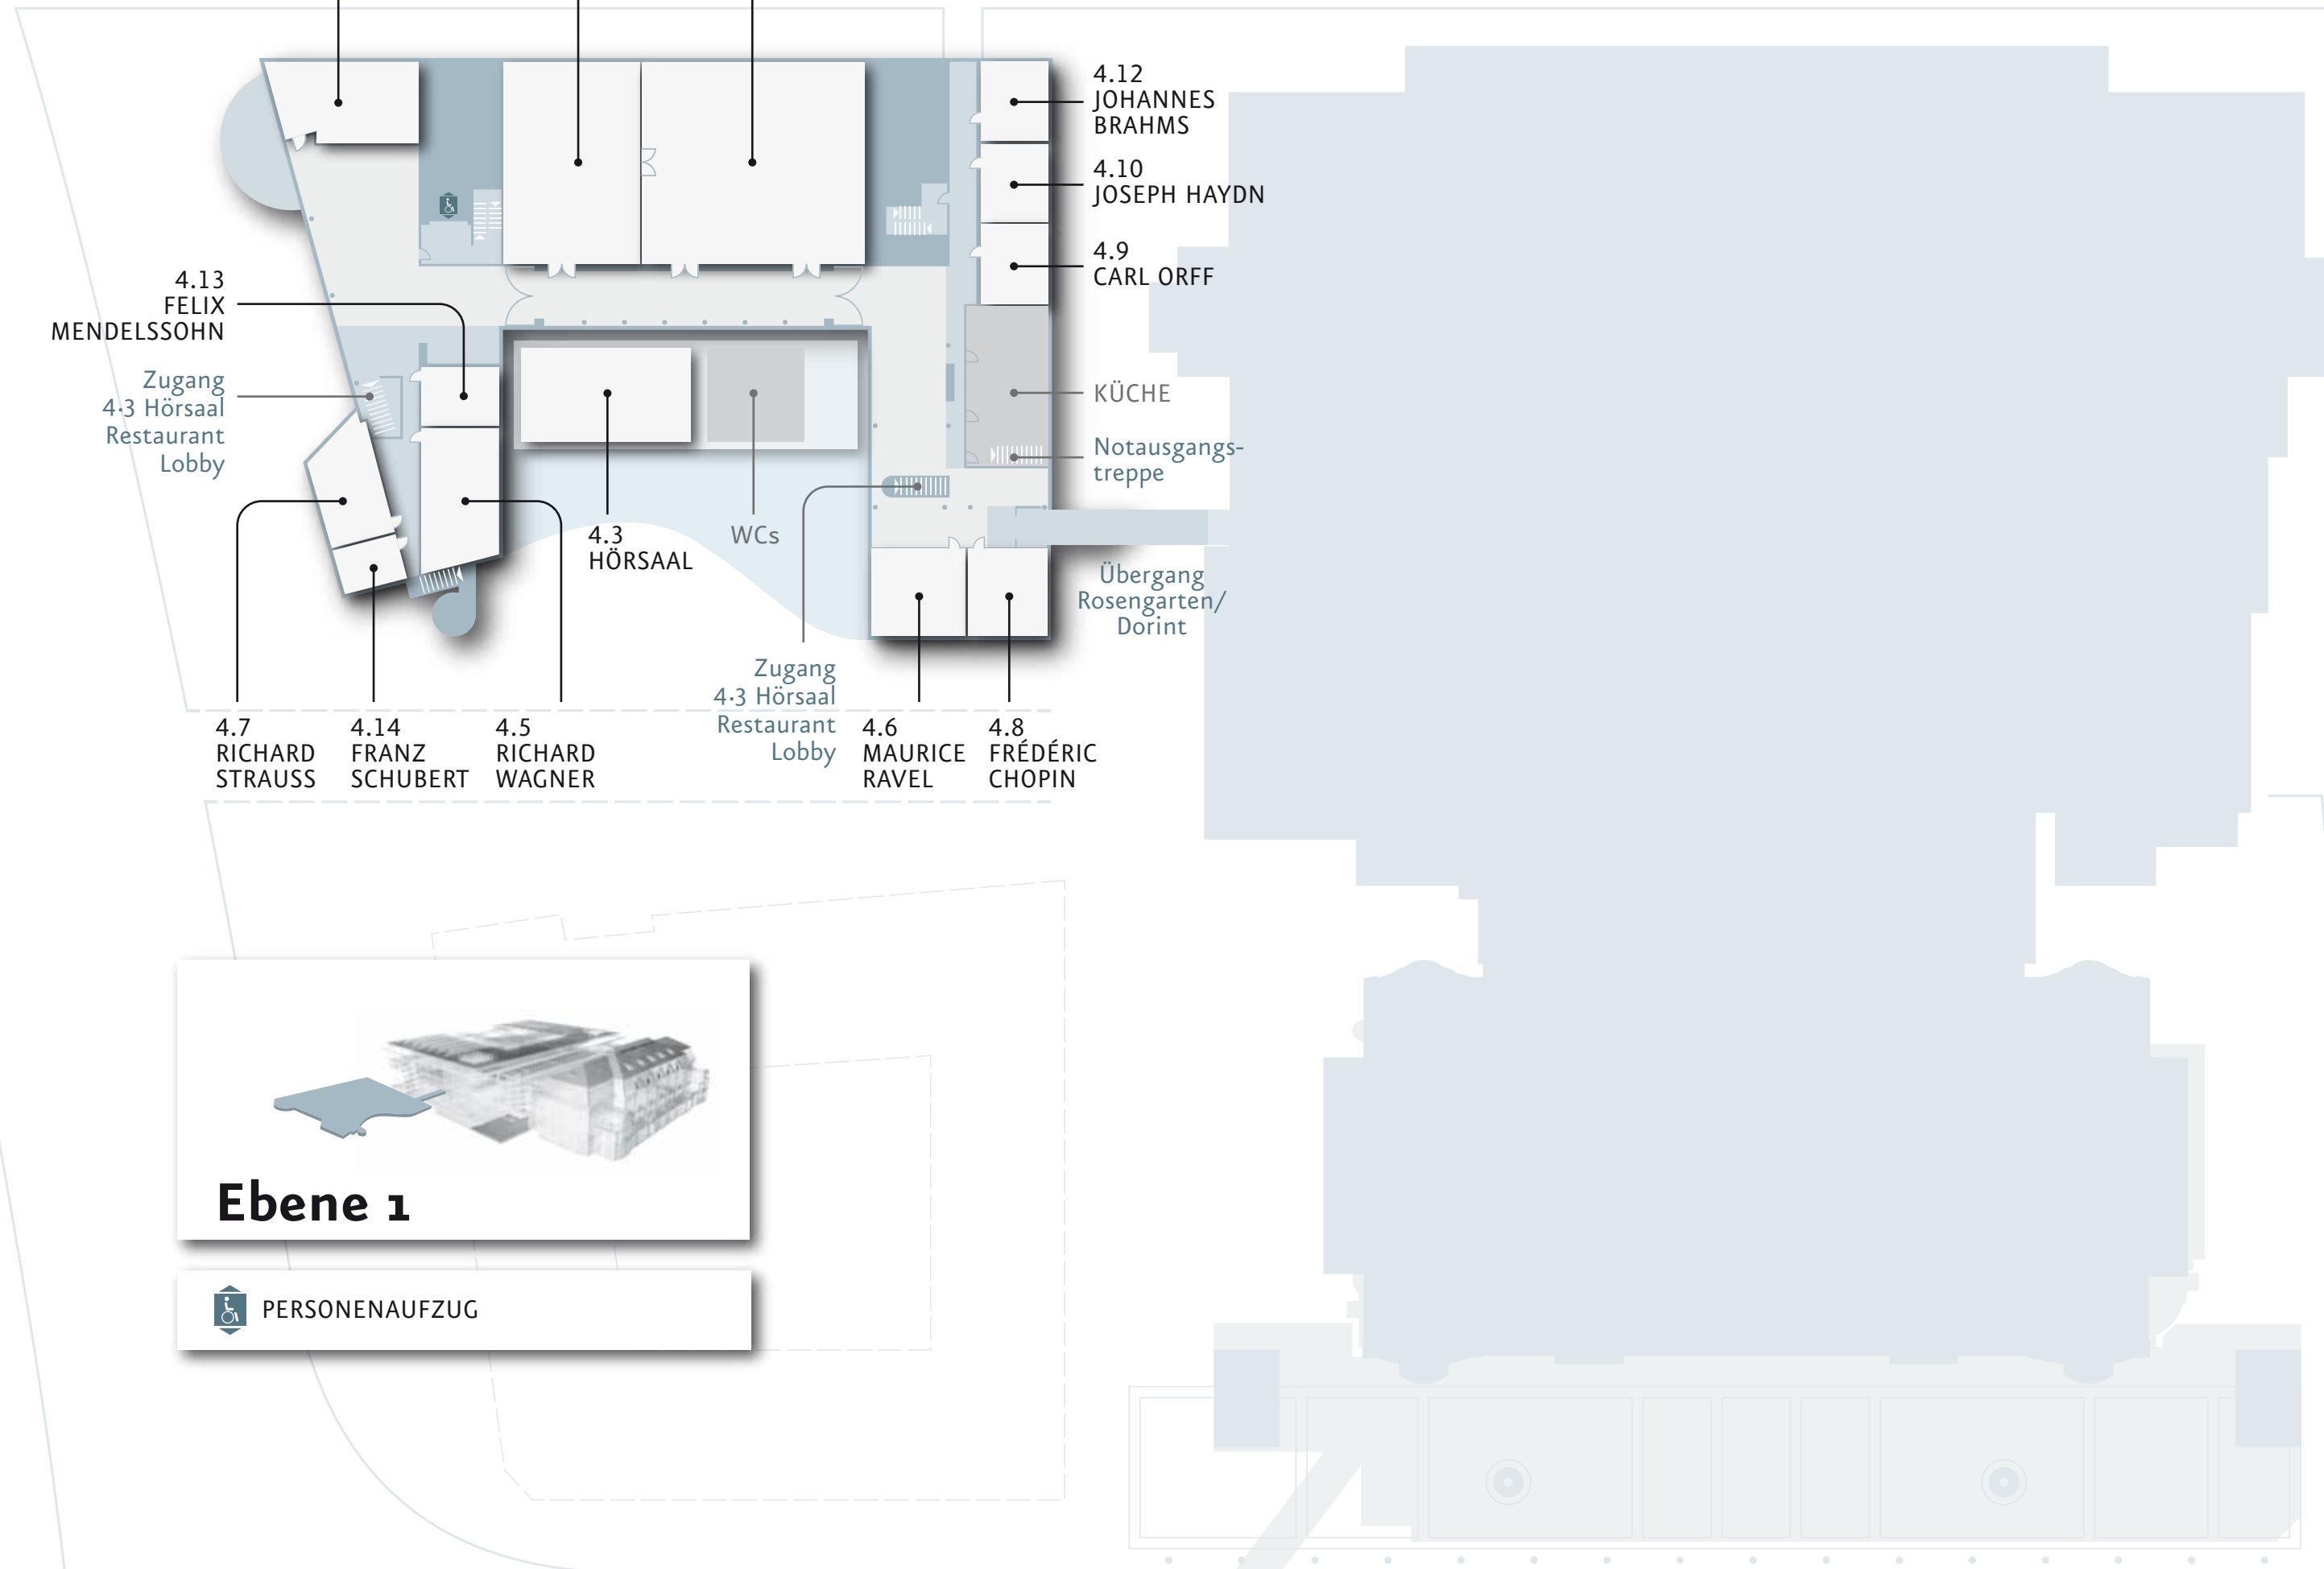 4.12
JOHANNES
BRAHMS
4.10
JOSEPH HAYDN
4.9
CARL ORFF
4.13
FELIX
MENDELSSOHN
Zugang
4.3 Hörsaal
Restaurant
Lobby
KÜCHE
Notausgangs-
treppe
4.3
HÖRSAAL
WCs
Übergang
Rosengarten/
Dorint
Zugang
4.3 Hörsaal
Restaurant
Lobby
4.7
RICHARD
STRAUSS
4.14
FRANZ
SCHUBERT
4.5
RICHARD
WAGNER
4.6
MAURICE
RAVEL
4.8
FRÉDÉRIC
CHOPIN
Ebene 1
PERSONENAUFZUG